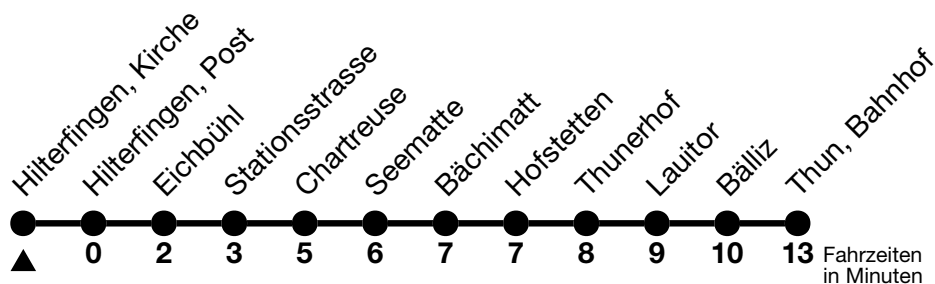 Hilterfingen, Kirche
Hilterfingen, Post
Eichbühl
Stationsstrasse
Chartreuse
Seematte
Bächimatt
Hofstetten
Thunerhof
Lauitor
Bälliz
Thun, Bahnhof
0 2 3 5 6 7 7 8 9 10 13 Fahrzeiten
in Minuten